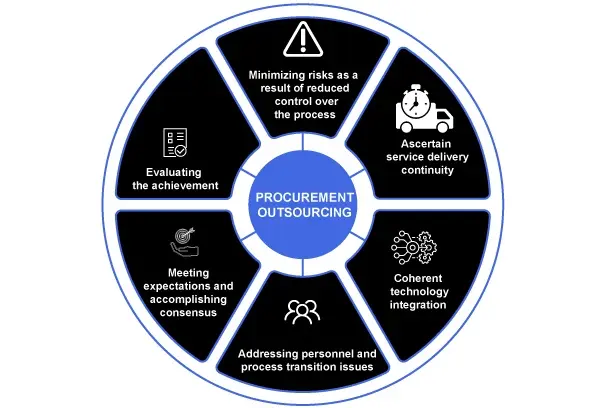 Minimizing risks as a
result of reduced
control over
the process
Ascertain
service delivery
continuity
Coherent
technology
integration
Addressing personnel and
process transition issues
Meeting
expectations and
accomplishing
consensus
Evaluating
the achievement
PROCUREMENT
OUTSOURCING